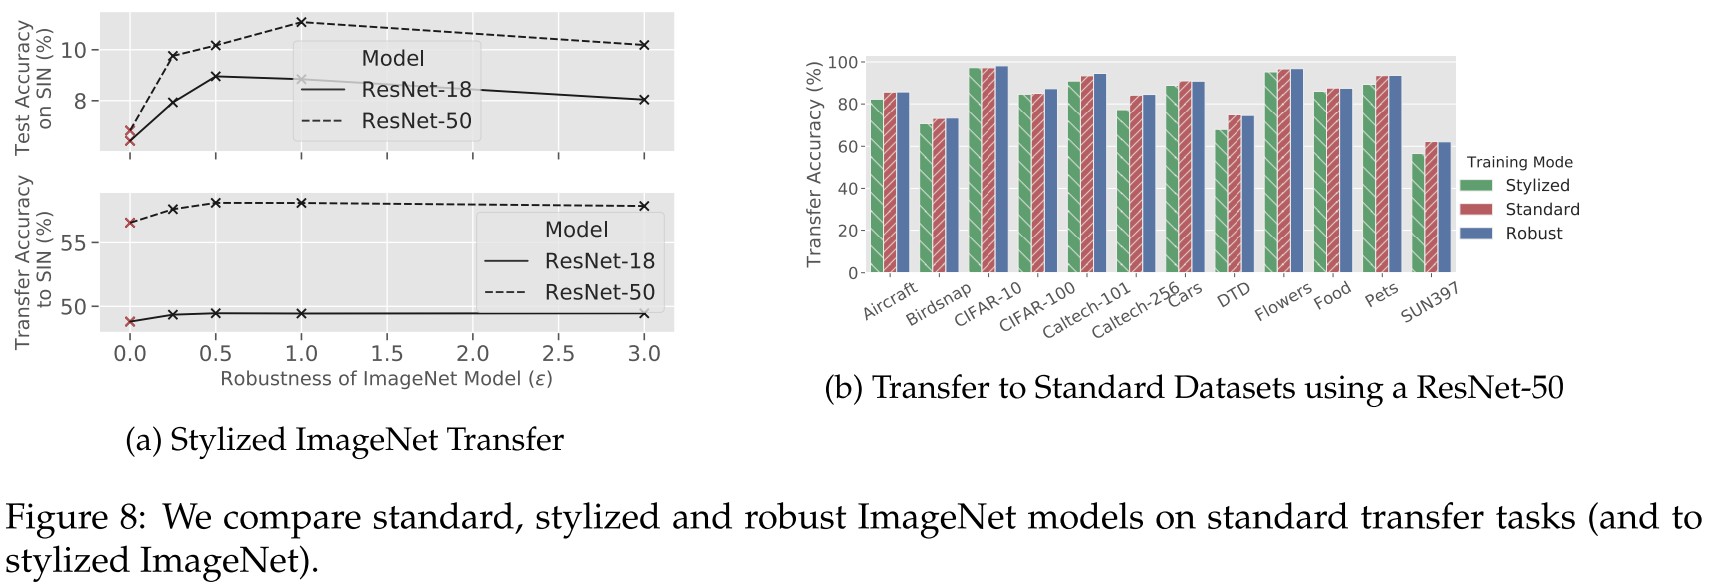 Test Accuracy
on SIN (%)
10
8
Model
ResNet-18
ResNet-50
Transfer Accuracy
to SIN (%)
55
50
Model
ResNet-18
ResNet-50
0.0 0.5 1.0 1.5 2.0 2.5 3.0
Robustness of ImageNet Model (ε)
(a) Stylized ImageNet Transfer
Transfer Accuracy (%)
100
80
60
40
20
0
Aircraft Birdsnap CIFAR-10 CIFAR-100 Caltech-101 Caltech-256 Cars DTD Flowers Food Pets SUN397
Training Mode
Stylized
Standard
Robust
(b) Transfer to Standard Datasets using a ResNet-50
Figure 8: We compare standard, stylized and robust ImageNet models on standard transfer tasks (and to
stylized ImageNet).